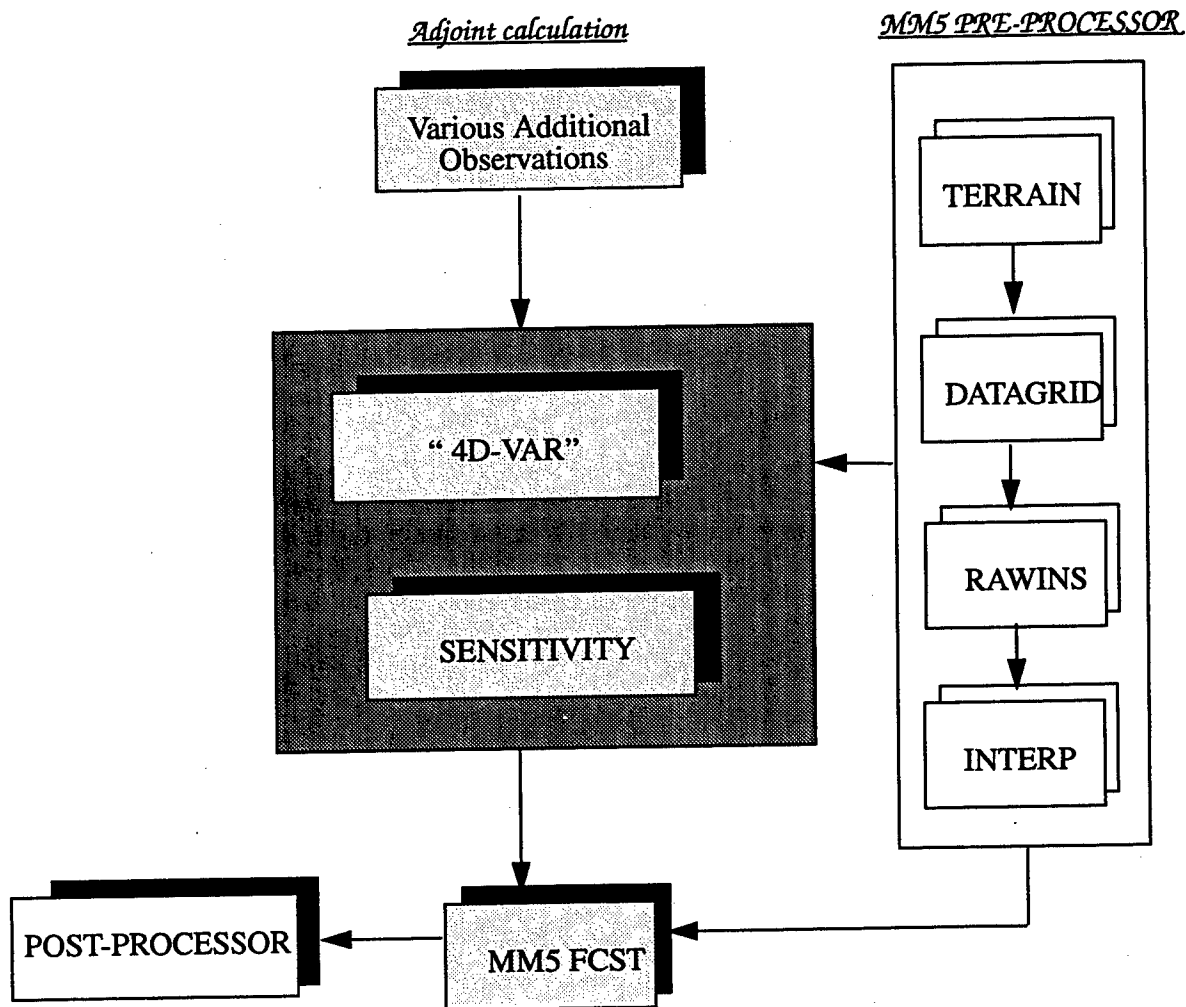 Adjoint calculation
MM5 PRE-PROCESSOR
Various Additional
Observations
TERRAIN
DATAGRID
“ 4D-VAR”
RAWINS
SENSITIVITY
INTERP
POST-PROCESSOR
MM5 FCST